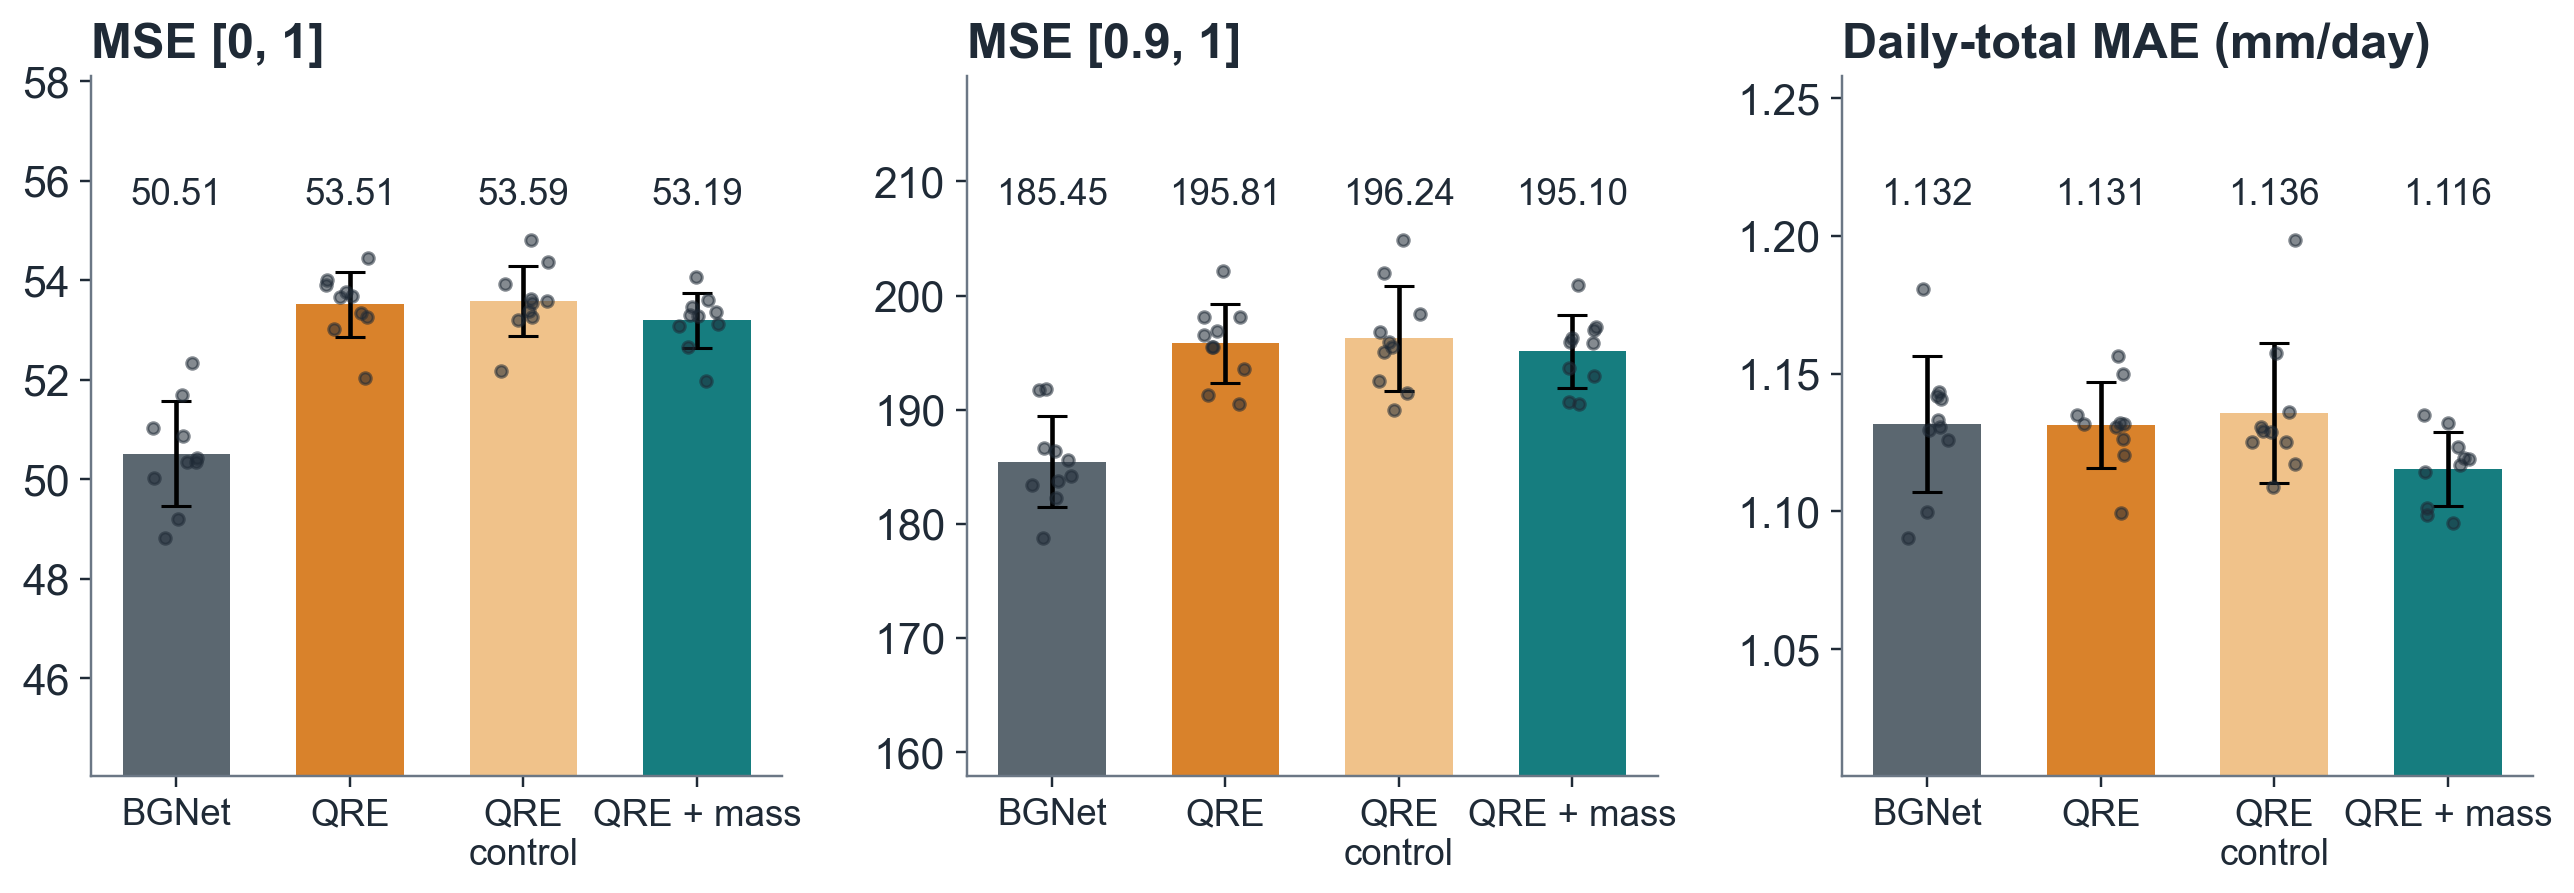 MSE [0, 1]
58
56
54
52
50
48
46
50.51
53.51
53.59
53.19
BGNet
QRE
QRE
control
QRE + mass
MSE [0.9, 1]
210
200
190
180
170
160
185.45
195.81
196.24
195.10
BGNet
QRE
QRE
control
QRE + mass
Daily-total MAE (mm/day)
1.25
1.20
1.15
1.10
1.05
1.132
1.131
1.136
1.116
BGNet
QRE
QRE
control
QRE + mass